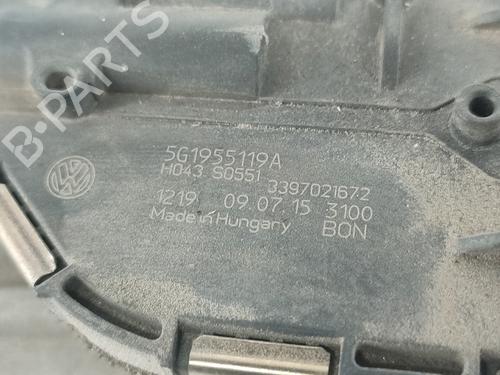 B-Parts
5G1955119A
H043 S0551
3397021672
1219 09.07.15 3100
Made in Hungary BON